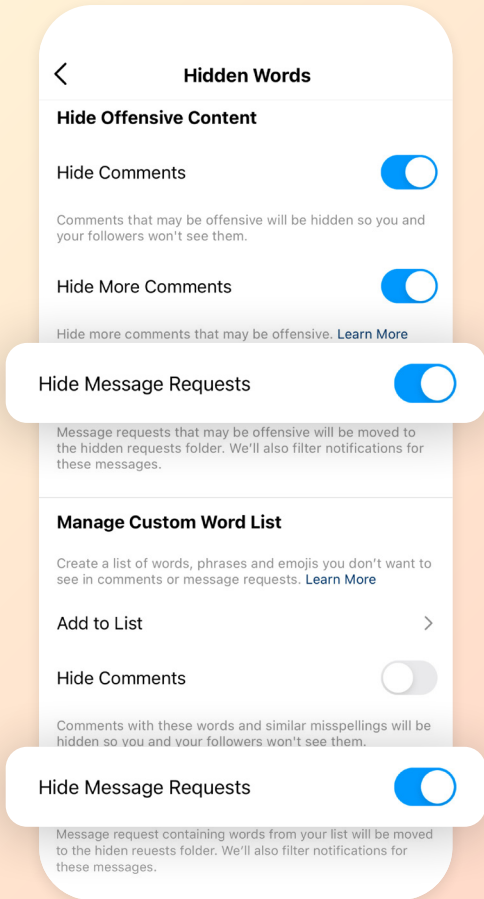 Hidden Words
Hide Offensive Content
Hide Comments
Comments that may be offensive will be hidden so you and
your followers won't see them.
Hide More Comments
Hide more comments that may be offensive. Learn More
Hide Message Requests
Message requests that may be offensive will be moved to
the hidden requests folder. We'll also filter notifications for
these messages.
Manage Custom Word List
Create a list of words, phrases and emojis you don't want to
see in comments or message requests. Learn More
Add to List
Hide Comments
Comments with these words and similar misspellings will be
hidden so you and your followers won't see them.
Hide Message Requests
Message request containing words from your list will be moved
to the hiden reuests folder. We'll also filter notifications for
these messages.